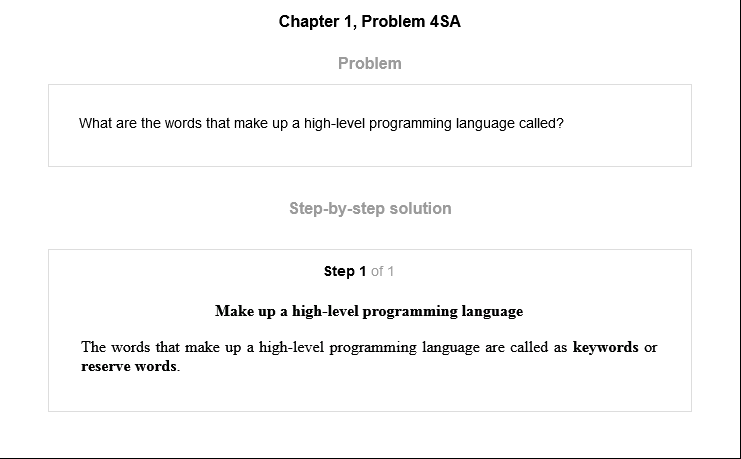 Chapter 1, Problem 4SA
Problem
What are the words that make up a high-level programming language called?
Step-by-step solution
Step 1 of 1
Make up a high-level programming language
The words that make up a high-level programming language are called as keywords or
reserve words.